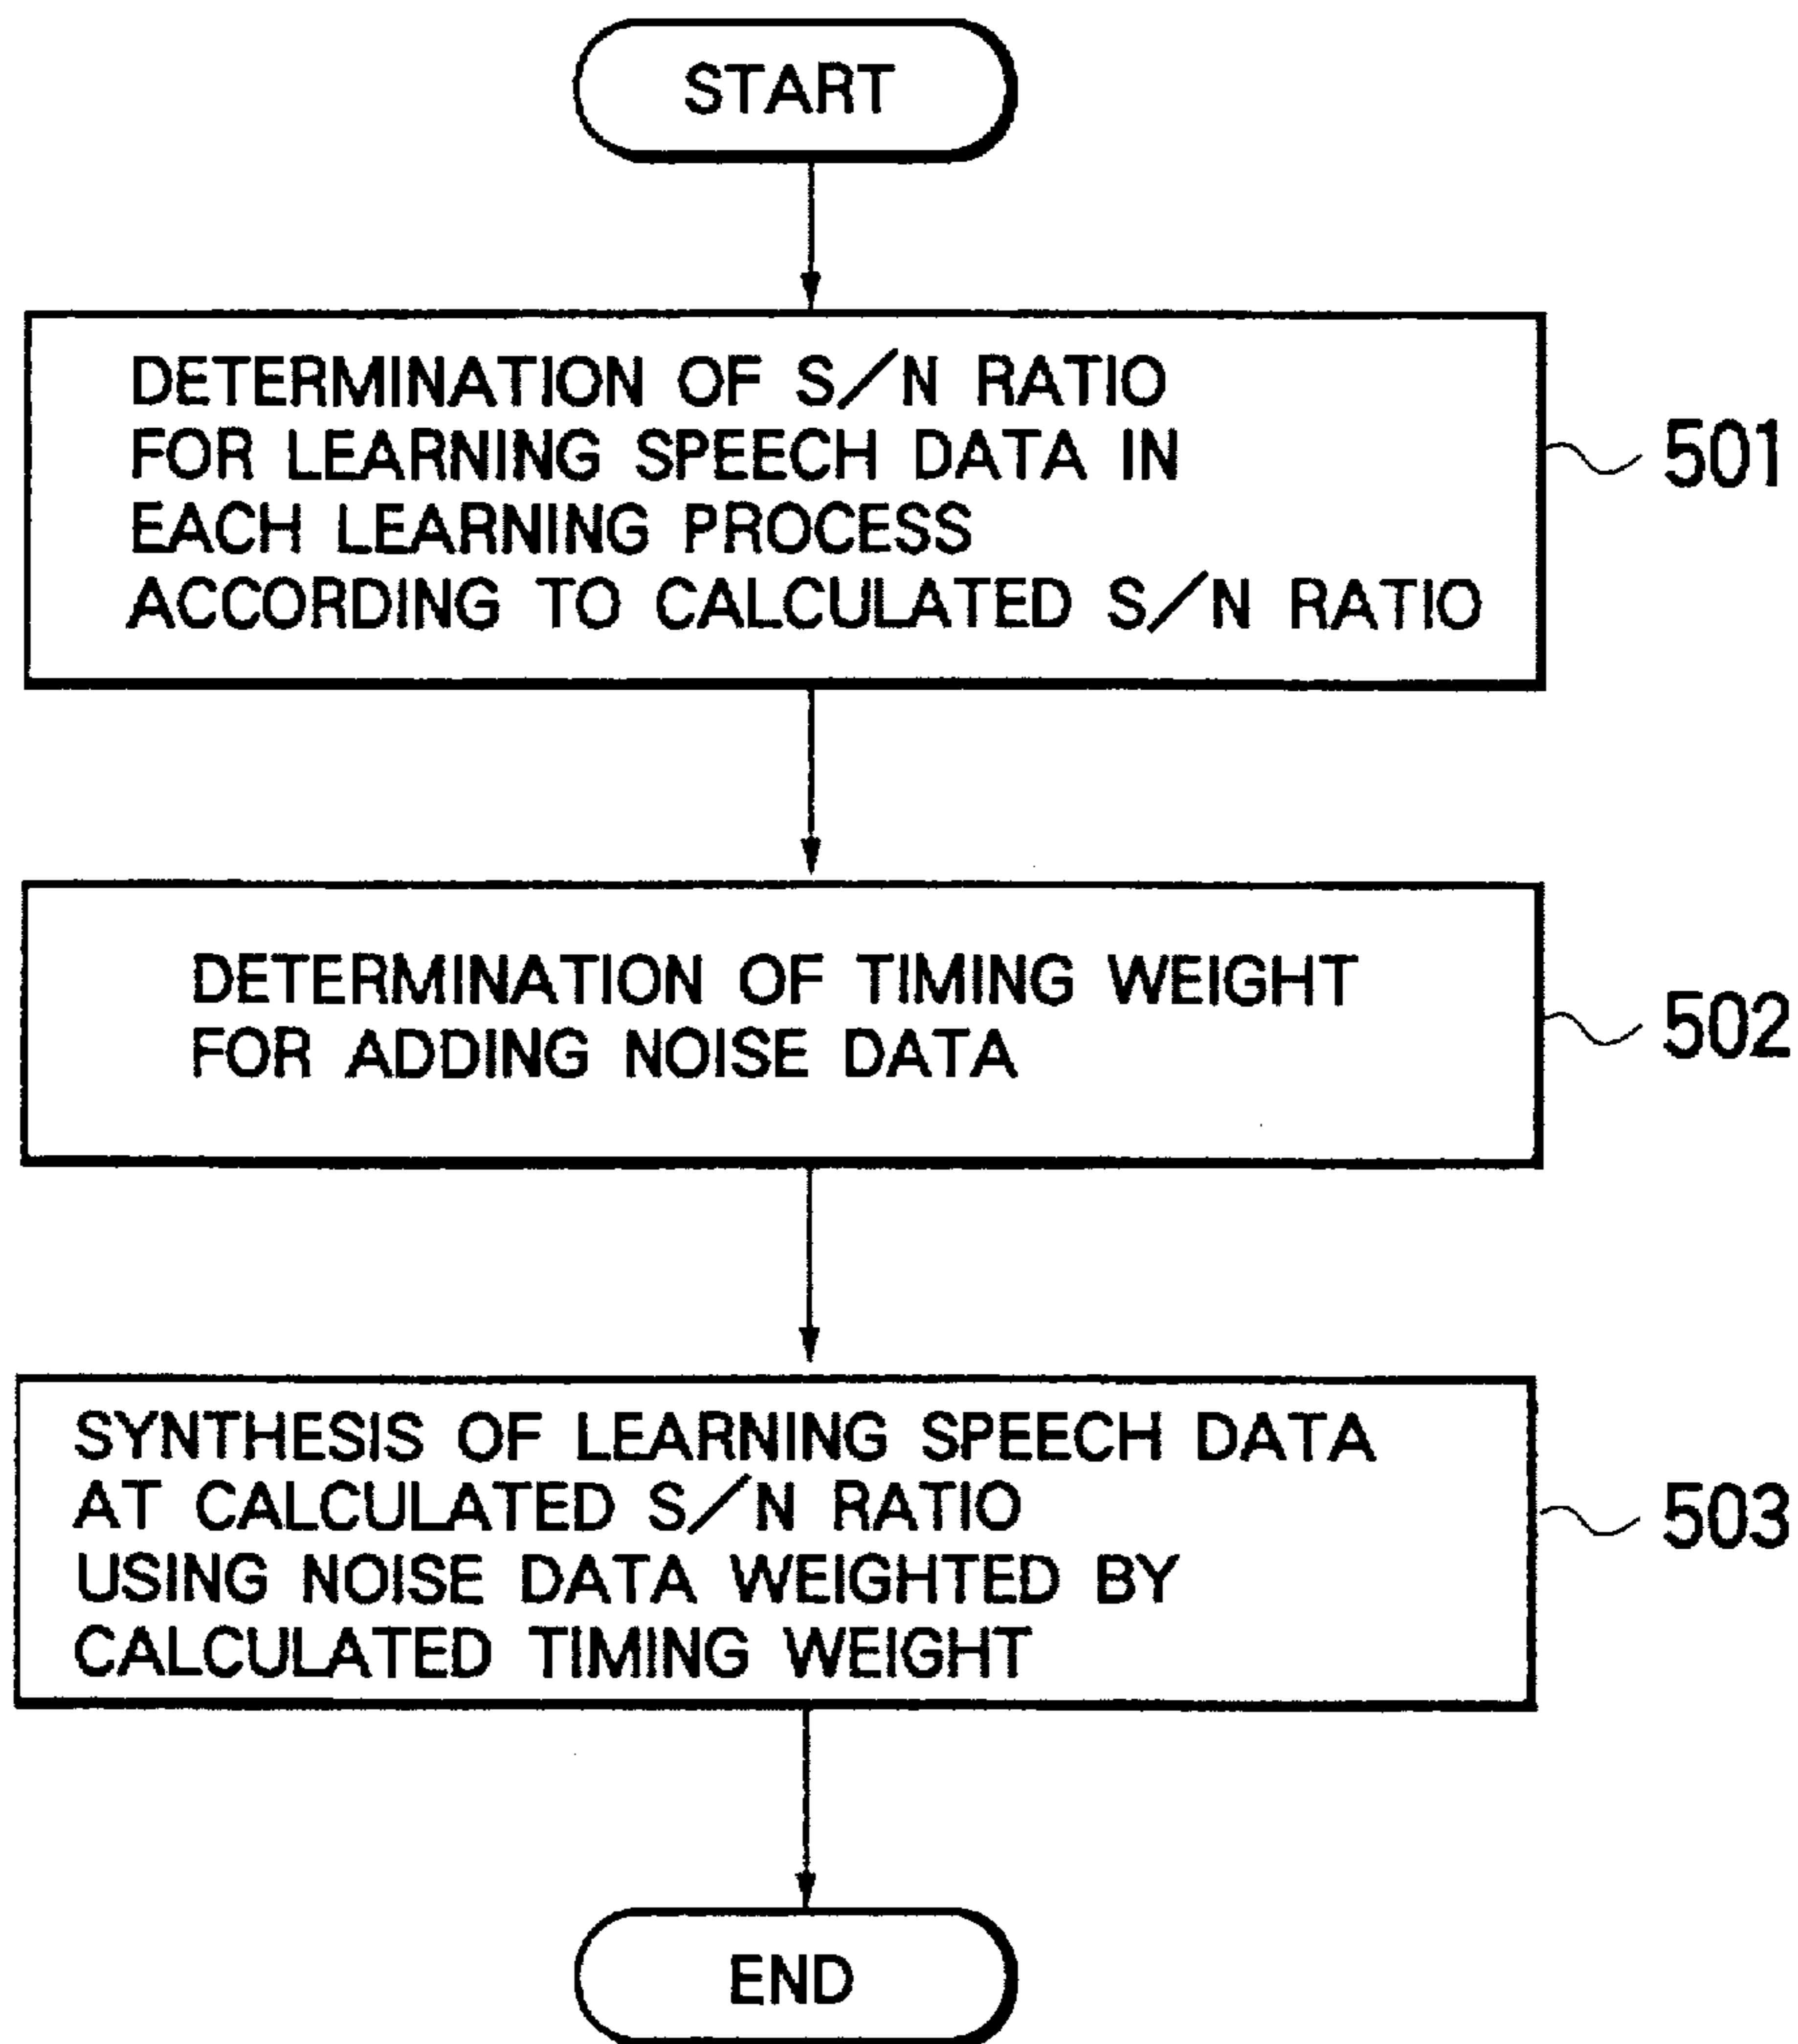 START
DETERMINATION OF S/N RATIO
FOR LEARNING SPEECH DATA IN
EACH LEARNING PROCESS
ACCORDING TO CALCULATED S/N RATIO
501
DETERMINATION OF TIMING WEIGHT
FOR ADDING NOISE DATA
502
SYNTHESIS OF LEARNING SPEECH DATA
AT CALCULATED S/N RATIO
USING NOISE DATA WEIGHTED BY
CALCULATED TIMING WEIGHT
503
END